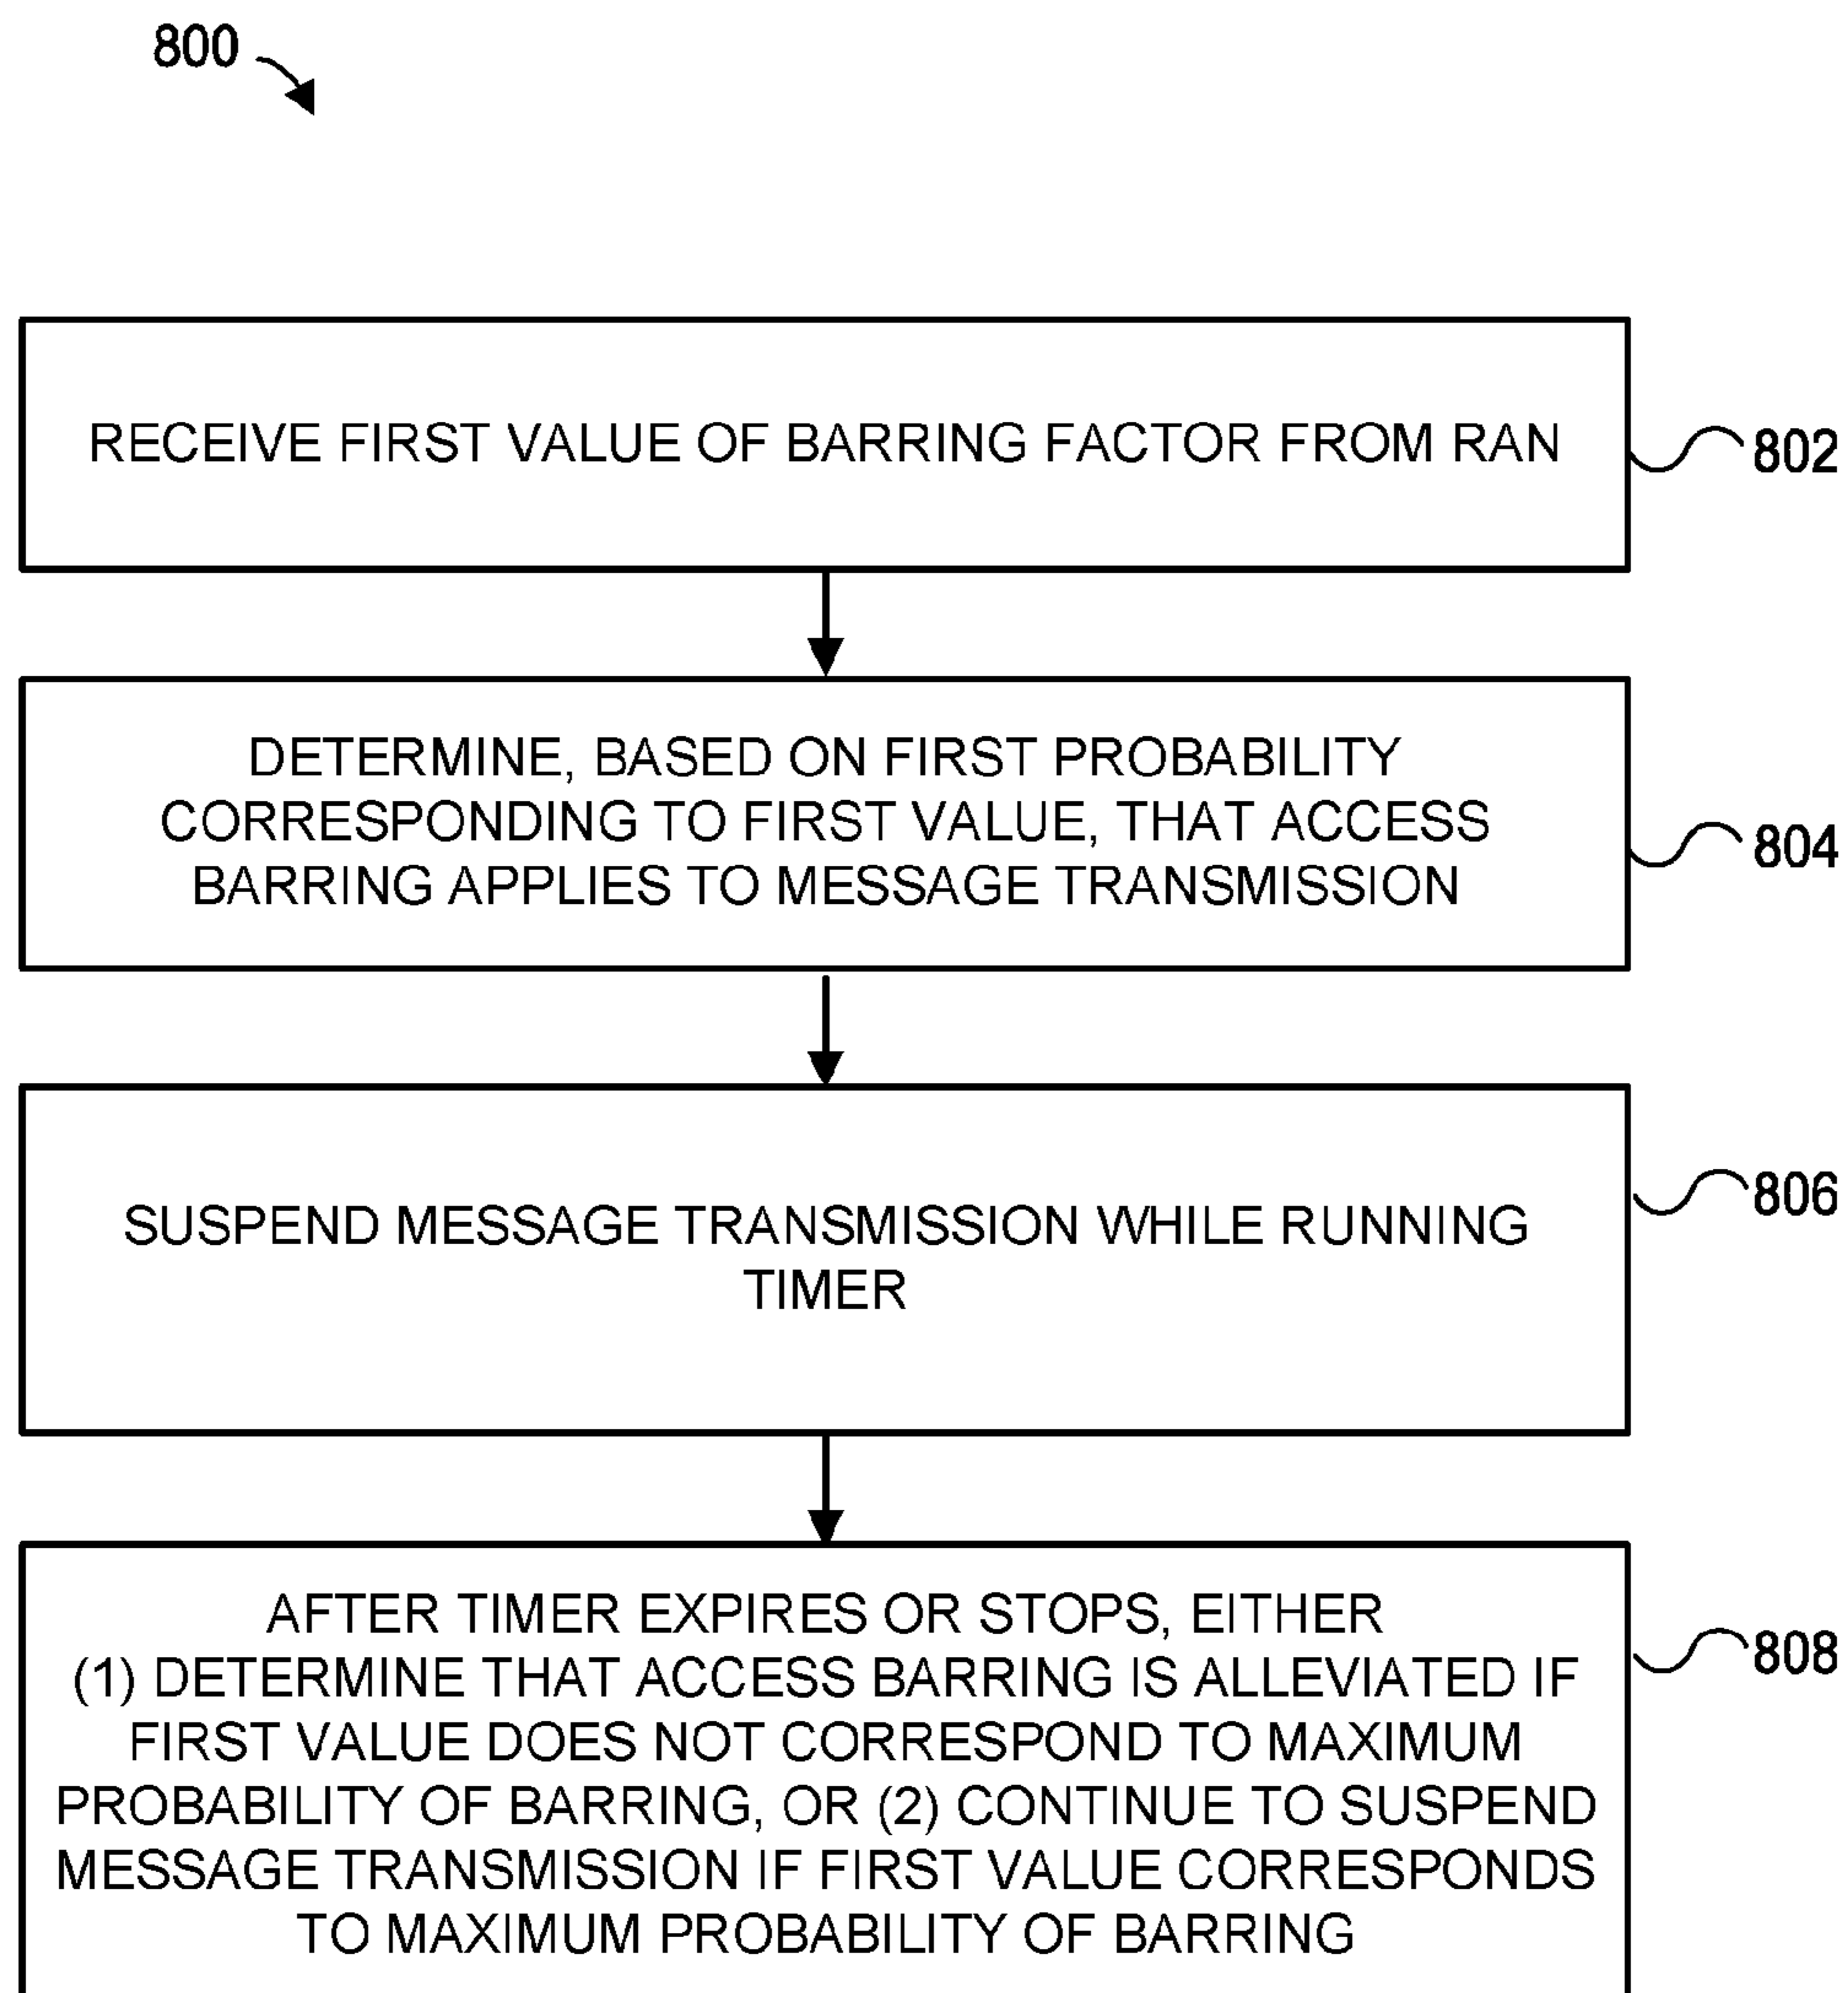 800
RECEIVE FIRST VALUE OF BARRING FACTOR FROM RAN
802
DETERMINE, BASED ON FIRST PROBABILITY
CORRESPONDING TO FIRST VALUE, THAT ACCESS
BARRING APPLIES TO MESSAGE TRANSMISSION
804
SUSPEND MESSAGE TRANSMISSION WHILE RUNNING
TIMER
806
AFTER TIMER EXPIRES OR STOPS, EITHER
(1) DETERMINE THAT ACCESS BARRING IS ALLEVIATED IF
FIRST VALUE DOES NOT CORRESPOND TO MAXIMUM
PROBABILITY OF BARRING, OR (2) CONTINUE TO SUSPEND
MESSAGE TRANSMISSION IF FIRST VALUE CORRESPONDS
TO MAXIMUM PROBABILITY OF BARRING
808